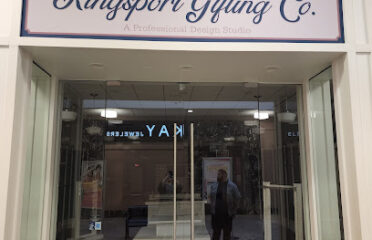 Kingsport Gifting Co.
A Professional Design Studio
KAY
JEWELERS